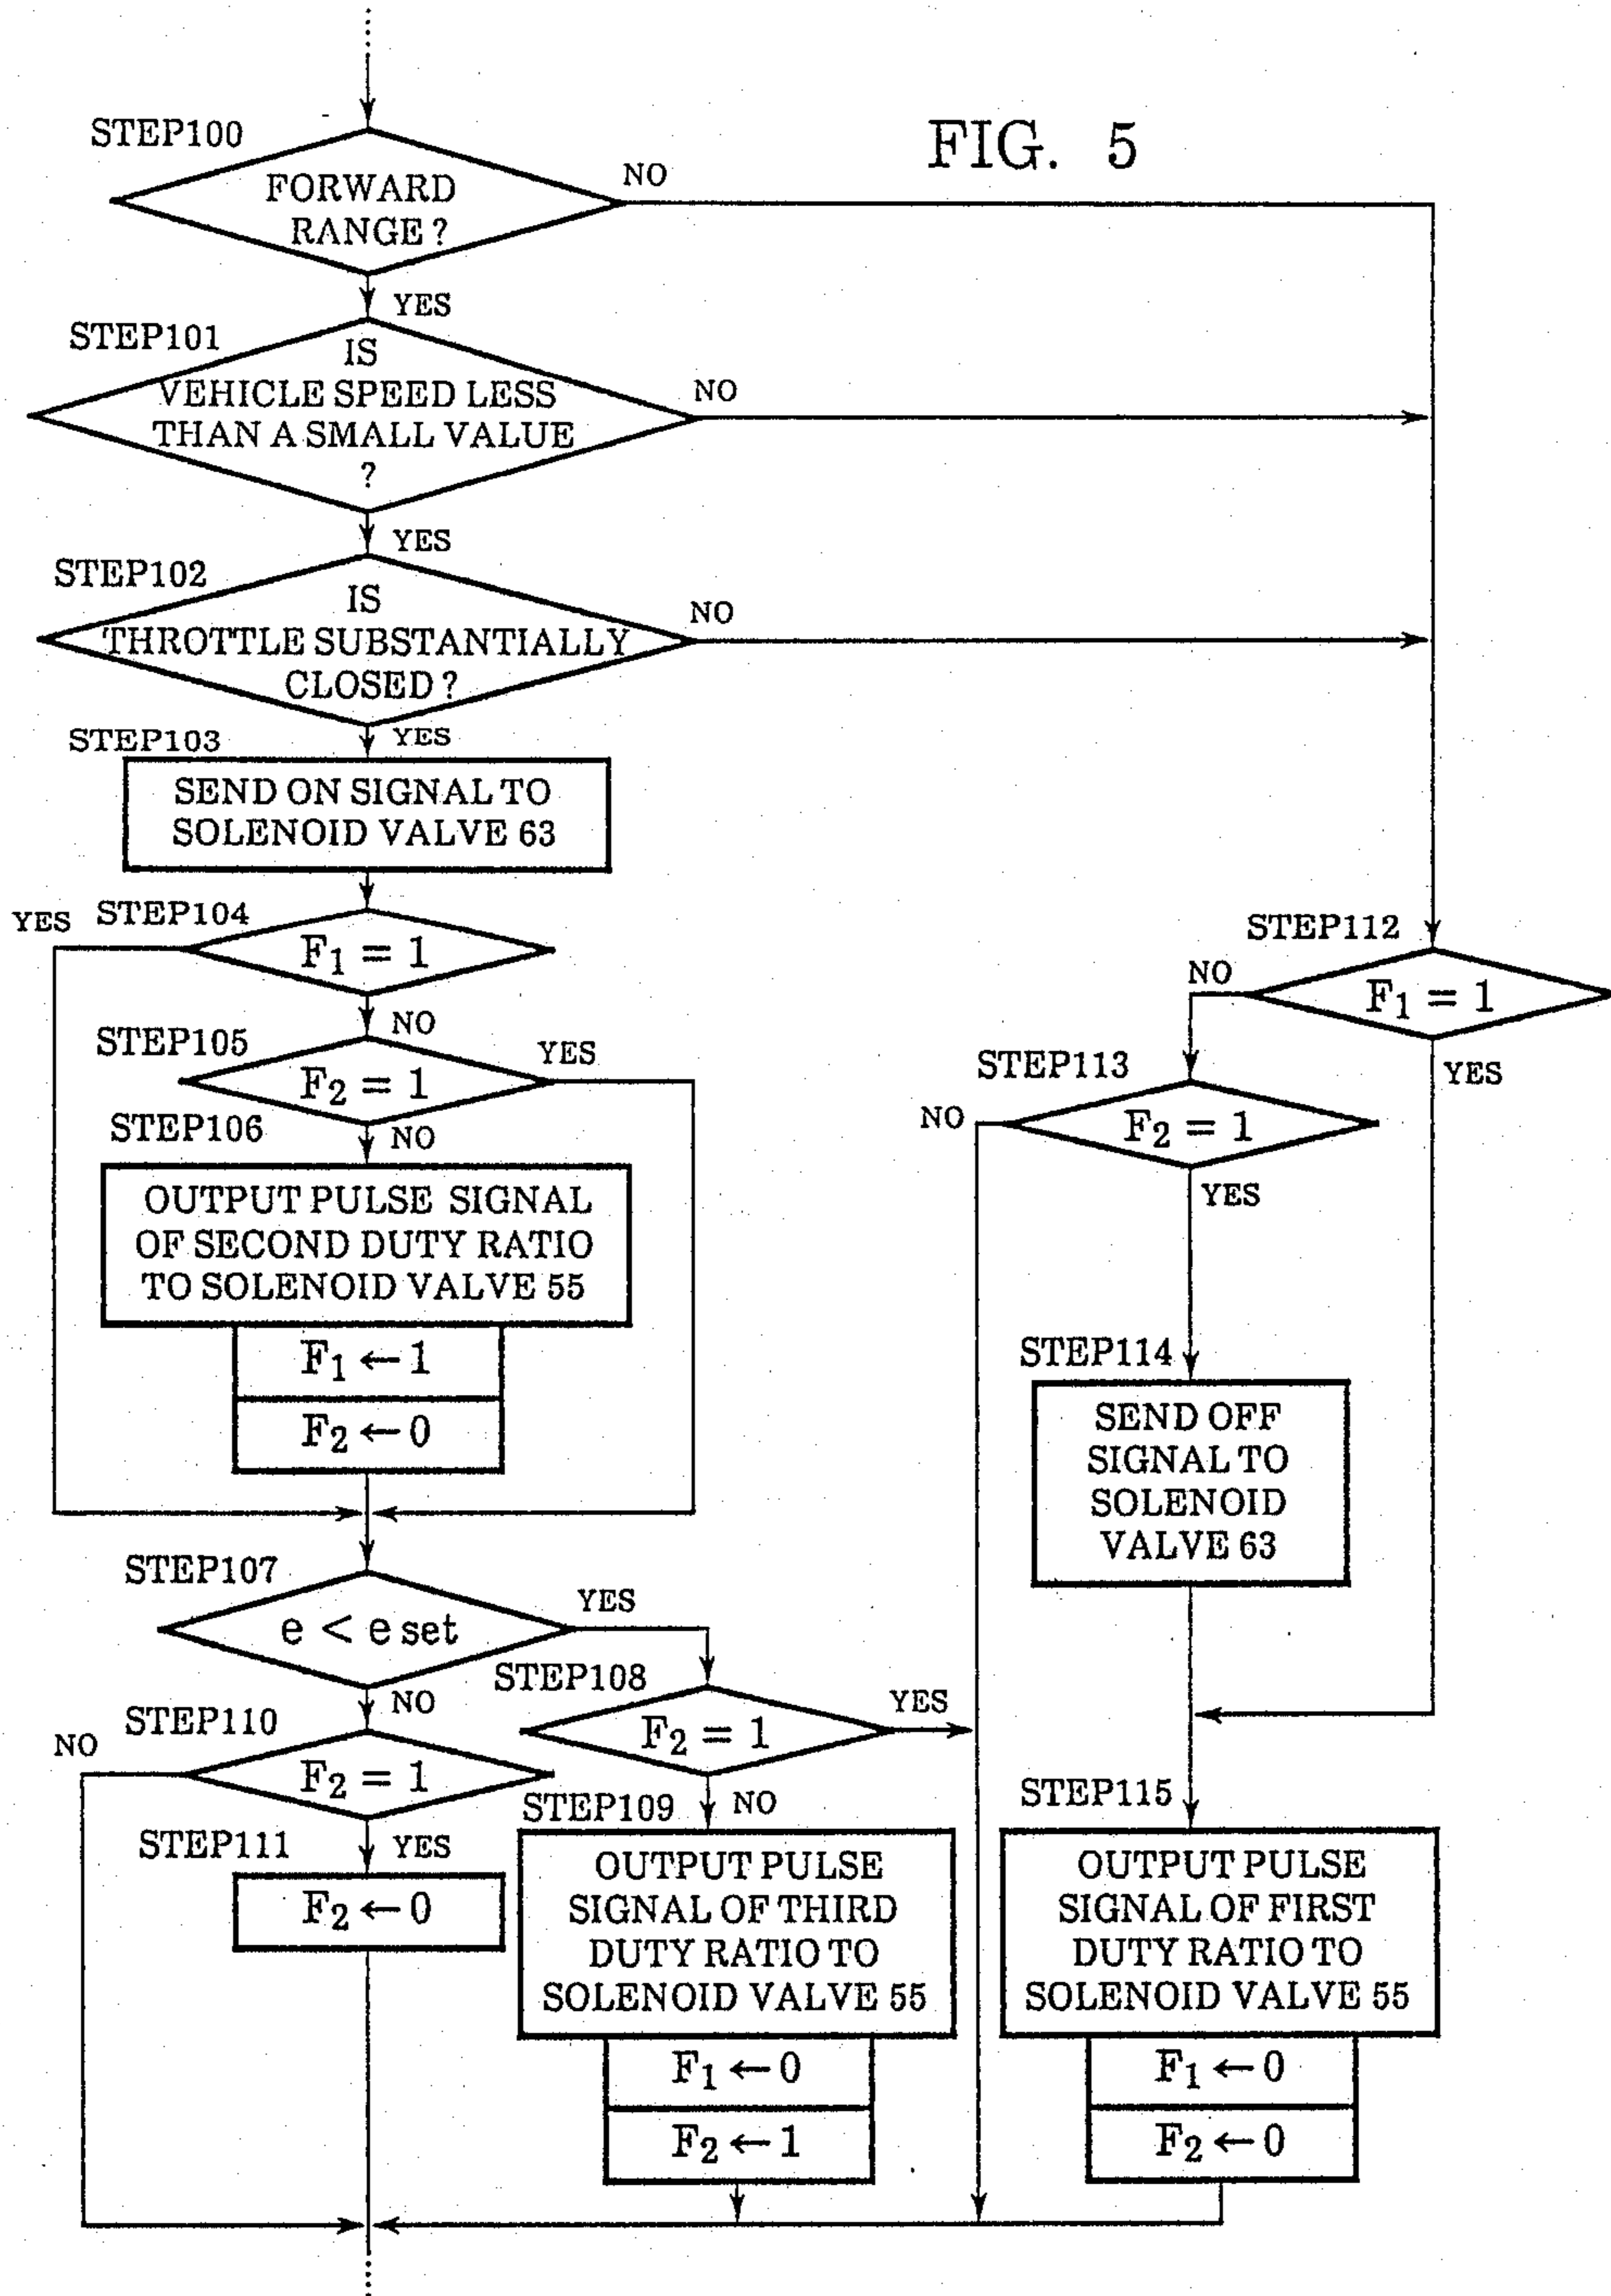 FIG. 5
STEP100
FORWARD
RANGE?
NO
YES
STEP101
IS
VEHICLE SPEED LESS
THAN A SMALL VALUE
?
NO
YES
STEP102
IS
THROTTLE SUBSTANTIALLY
CLOSED?
NO
YES
STEP103
SEND ON SIGNAL TO
SOLENOID VALVE 63
STEP104
YES
F1 = 1
NO
STEP105
YES
F2 = 1
NO
STEP106
OUTPUT PULSE SIGNAL
OF SECOND DUTY RATIO
TO SOLENOID VALVE 55
F1 ← 1
F2 ← 0
STEP107
e < e set
YES
NO
STEP108
F2 = 1
YES
NO
STEP109
OUTPUT PULSE
SIGNAL OF THIRD
DUTY RATIO TO
SOLENOID VALVE 55
F1 ← 0
F2 ← 1
STEP110
NO
F2 = 1
YES
STEP111
F2 ← 0
STEP112
NO
F1 = 1
YES
STEP113
NO
F2 = 1
YES
STEP114
SEND OFF
SIGNAL TO
SOLENOID
VALVE 63
STEP115
OUTPUT PULSE
SIGNAL OF FIRST
DUTY RATIO TO
SOLENOID VALVE 55
F1 ← 0
F2 ← 0